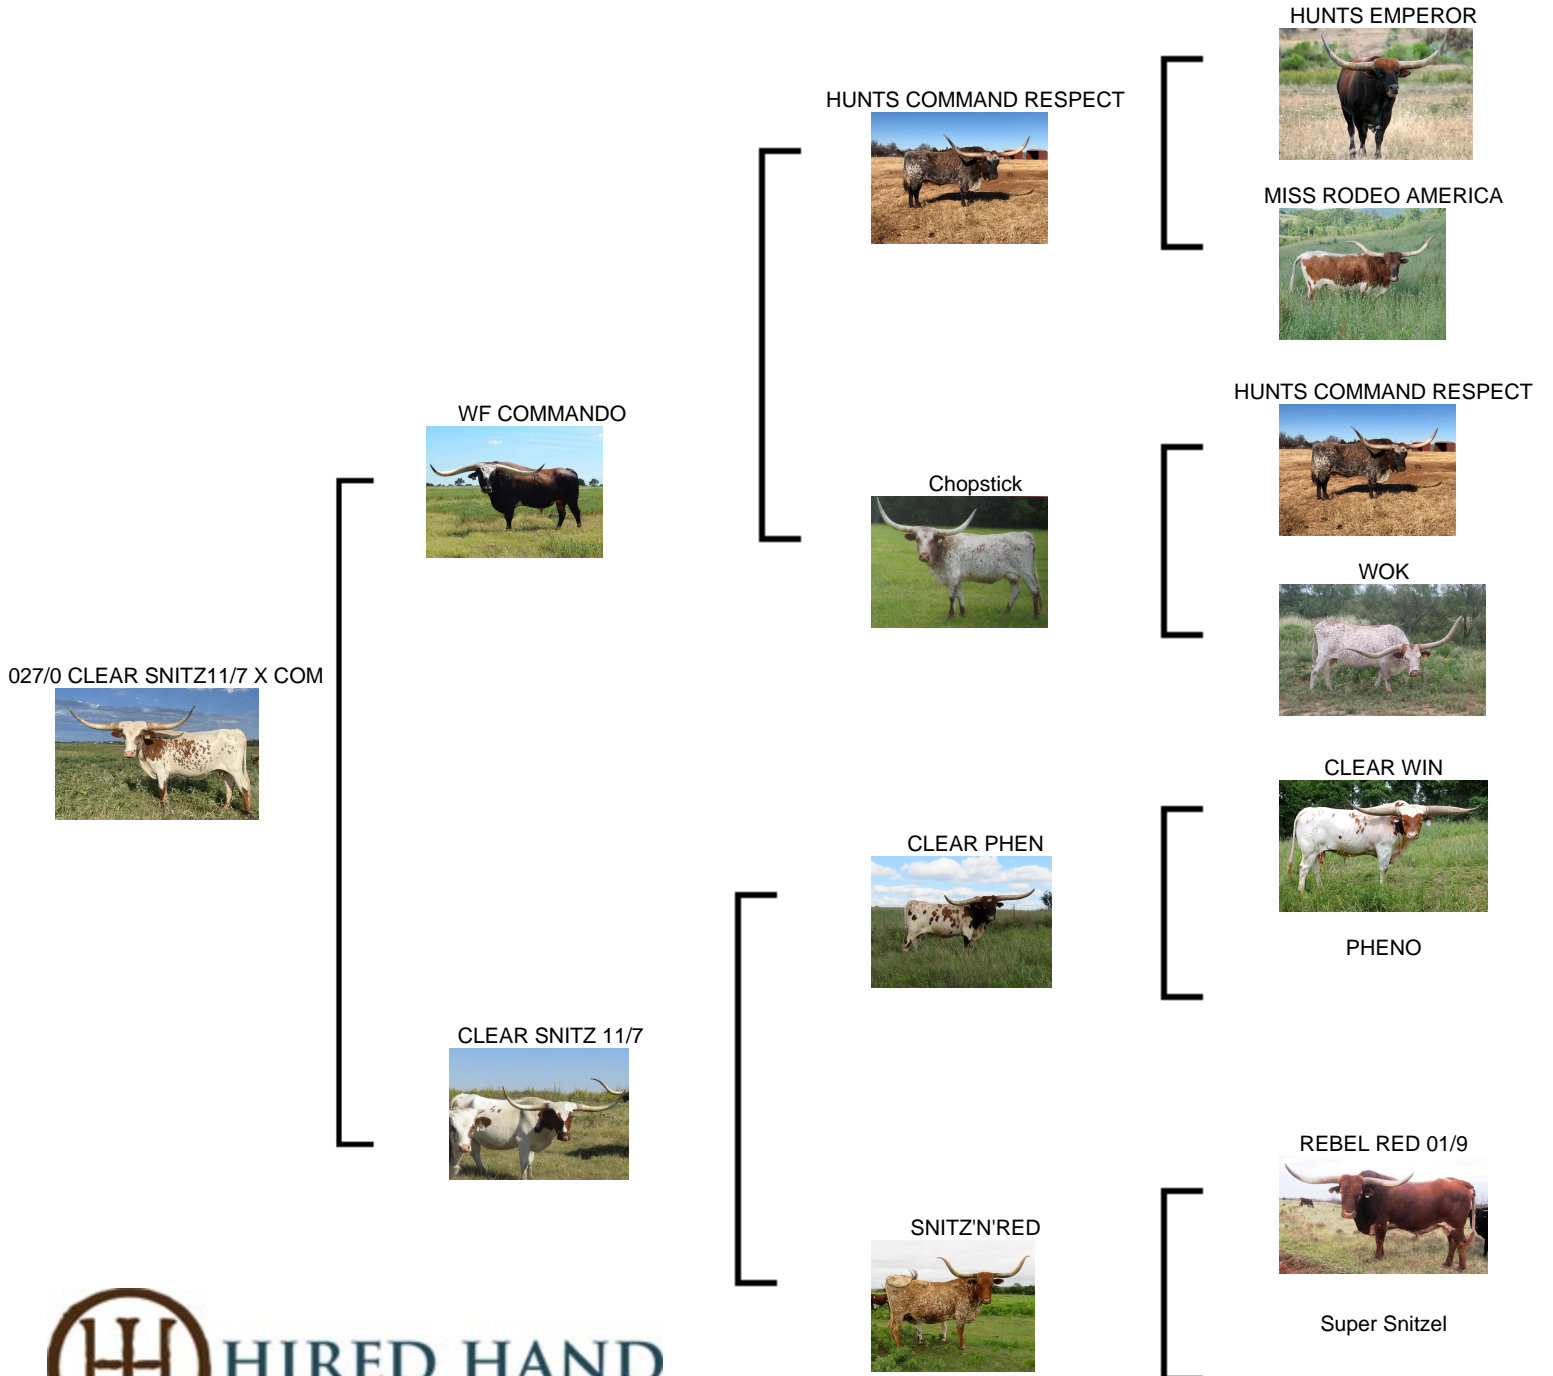 HUNTS EMPEROR
HUNTS COMMAND RESPECT
MISS RODEO AMERICA
HUNTS COMMAND RESPECT
WF COMMANDO
Chopstick
WOK
027/0 CLEAR SNITZ11/7 X COM
CLEAR WIN
CLEAR PHEN
PHENO
CLEAR SNITZ 11/7
REBEL RED 01/9
SNITZ'N'RED
Super Snitzel
HIRED HAND